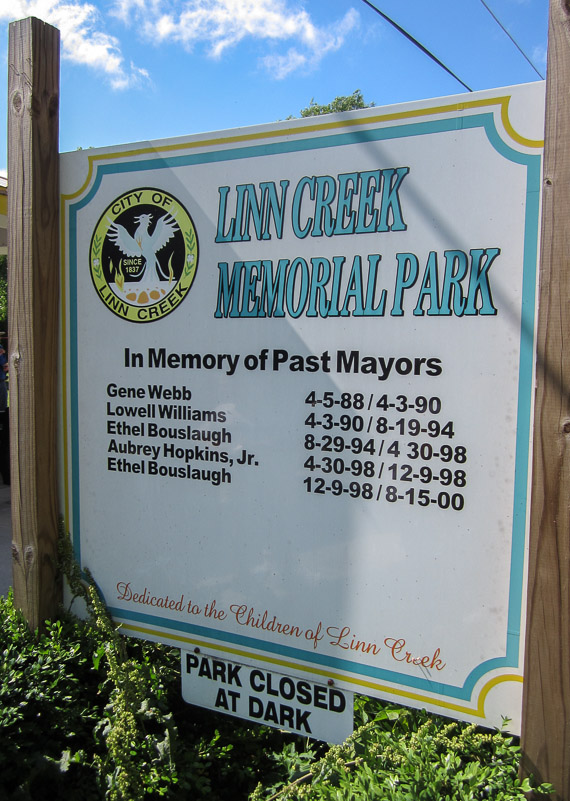 CITY OF
SINCE
1837
LINN CREEK
LINN CREEK
MEMORIAL PARK
In Memory of Past Mayors
Gene Webb 4-5-88 / 4-3-90
Lowell Williams 4-3-90 / 8-19-94
Ethel Bouslaugh 8-29-94 / 4 30-98
Aubrey Hopkins, Jr. 4-30-98 / 12-9-98
Ethel Bouslaugh 12-9-98 / 8-15-00
Dedicated to the Children of Linn Creek
PARK CLOSED
AT DARK